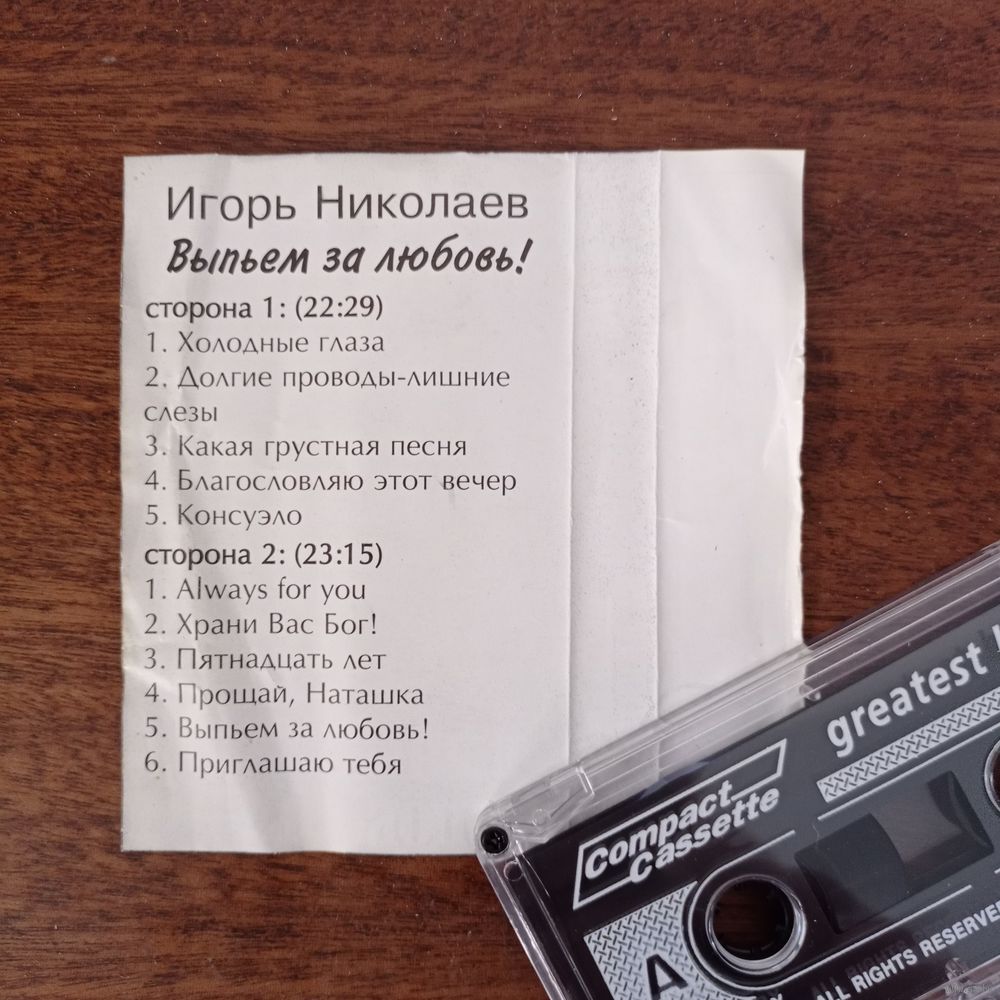 Игорь Николаев
Выпьем за любовь!
сторона 1: (22:29)
1. Холодные глаза
2. Долгие проводы-лишние
слезы
3. Какая грустная песня
4. Благословляю этот вечер
5. Консуэло
сторона 2: (23:15)
1. Always for you
2. Храни Вас Бог!
3. Пятнадцать лет
4. Прощай, Наташка
5. Выпьем за любовь!
6. Приглашаю тебя
greatest
Compact
Cassette
A
ALL RIGHTS